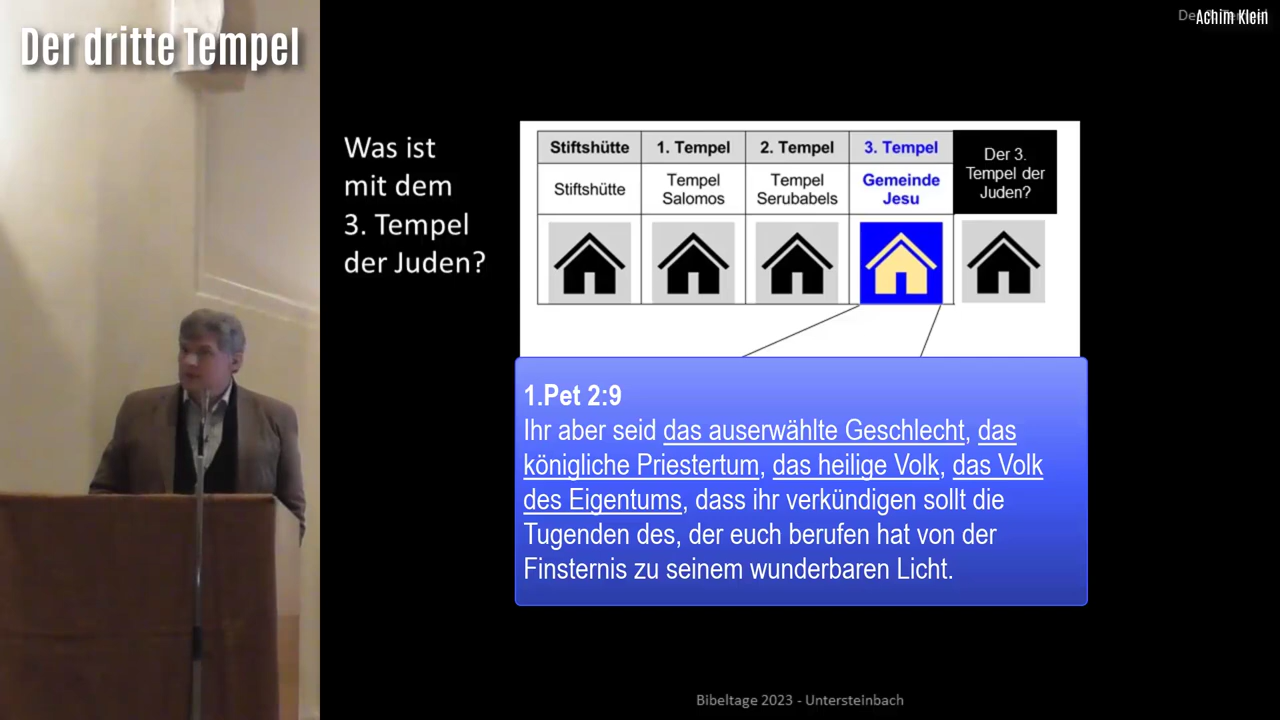 Der dritte Tempel
Achim Klein
Was ist
mit dem
3. Tempel
der Juden?
Stiftshütte
1. Tempel
2. Tempel
3. Tempel
Der 3.
Tempel der
Juden?
Stiftshütte
Tempel
Salomos
Tempel
Serubabels
Gemeinde
Jesu
1.Pet 2:9
Ihr aber seid das auserwählte Geschlecht, das
königliche Priestertum, das heilige Volk, das Volk
des Eigentums, dass ihr verkündigen sollt die
Tugenden des, der euch berufen hat von der
Finsternis zu seinem wunderbaren Licht.
Bibeltage 2023 - Untersteinbach